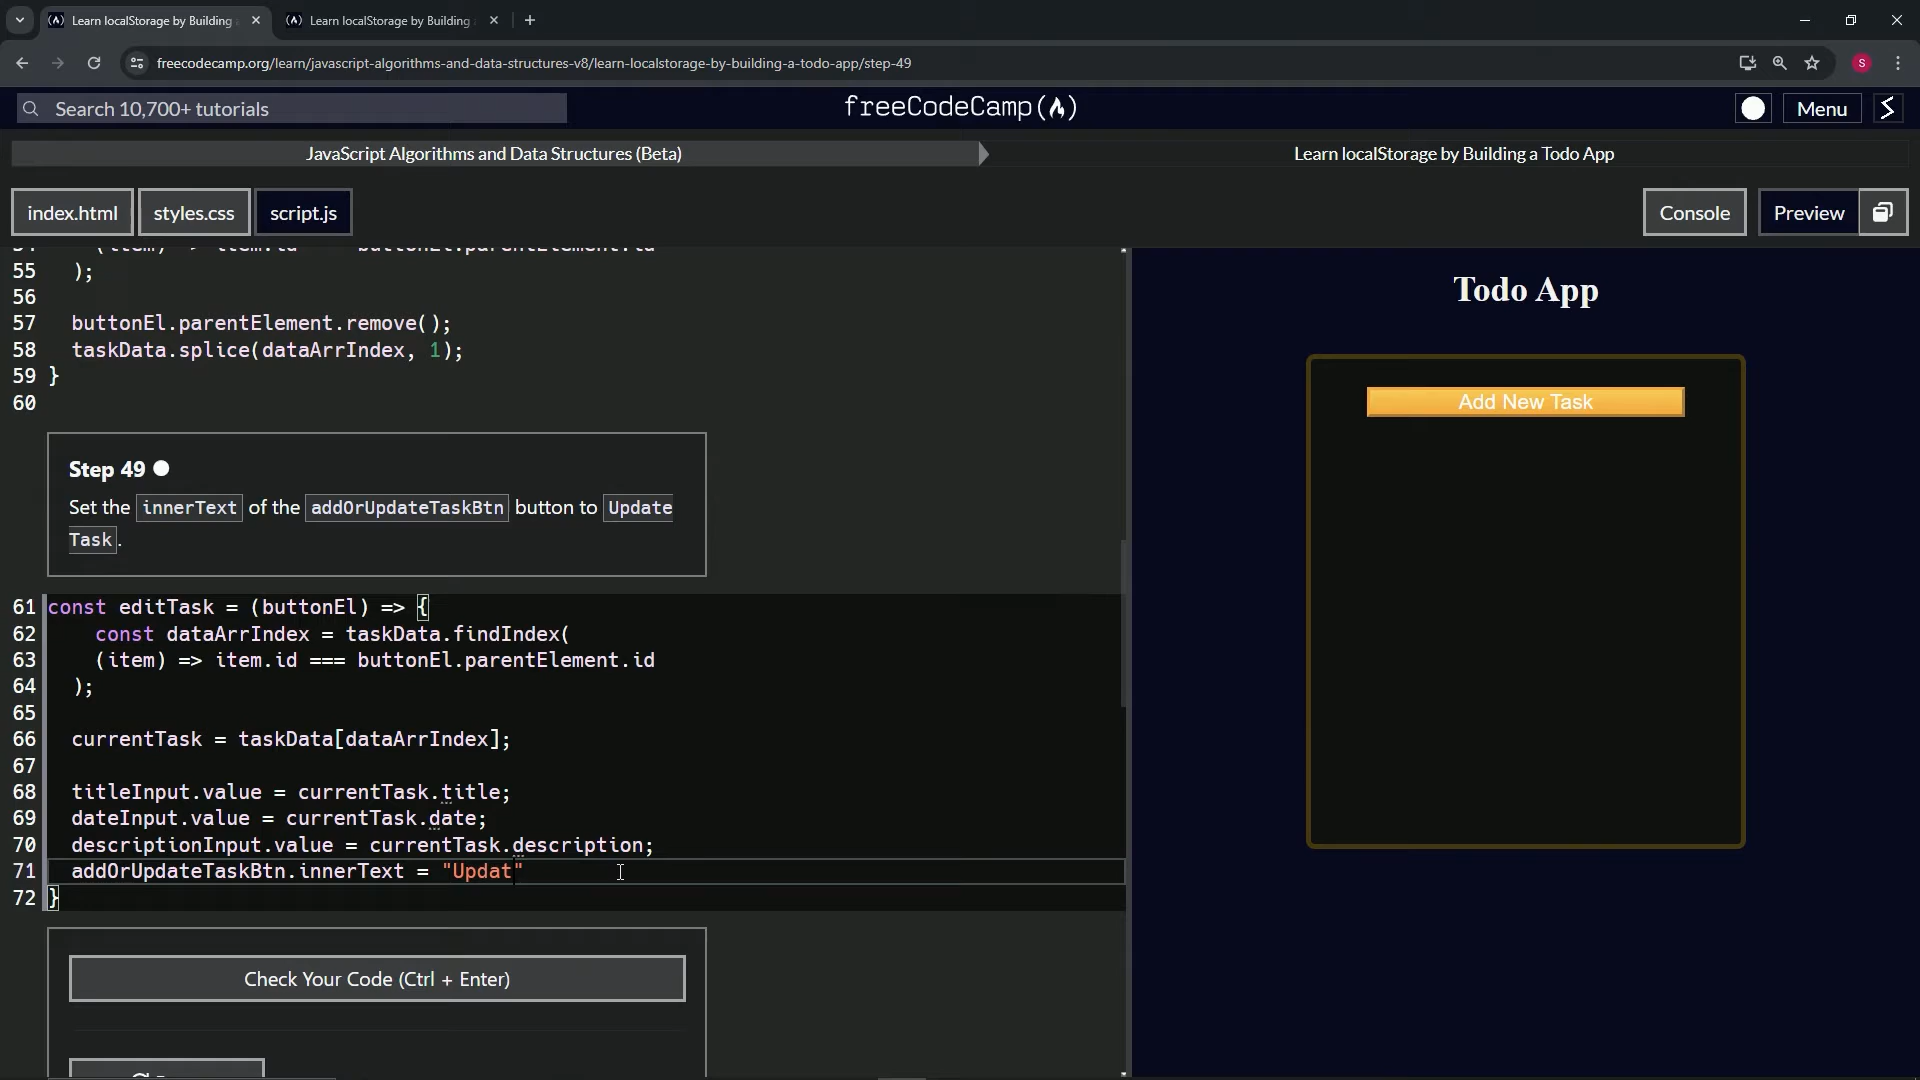 Learn localStorage by Building
Learn localStorage by Building
freecodecamp.org/learn/javascript-algorithms-and-data-structures-v8/learn-localstorage-by-building-a-todo-app/step-49
S
Search 10,700+ tutorials
freeCodeCamp
Menu
JavaScript Algorithms and Data Structures (Beta)
Learn localStorage by Building a Todo App
index.html
styles.css
script.js
Console
Preview
55 );
56
57 buttonEl.parentElement.remove();
58 taskData.splice(dataArrIndex, 1);
59 }
60
Step 49
Set the innerText of the addOrUpdateTaskBtn button to Update
Task.
61 const editTask = (buttonEl) => {
62 const dataArrIndex = taskData.findIndex(
63 (item) => item.id === buttonEl.parentElement.id
64 );
65
66 currentTask = taskData[dataArrIndex];
67
68 titleInput.value = currentTask.title;
69 dateInput.value = currentTask.date;
70 descriptionInput.value = currentTask.description;
71 addOrUpdateTaskBtn.innerText = "Updat"
72 }
Check Your Code (Ctrl + Enter)
Todo App
Add New Task